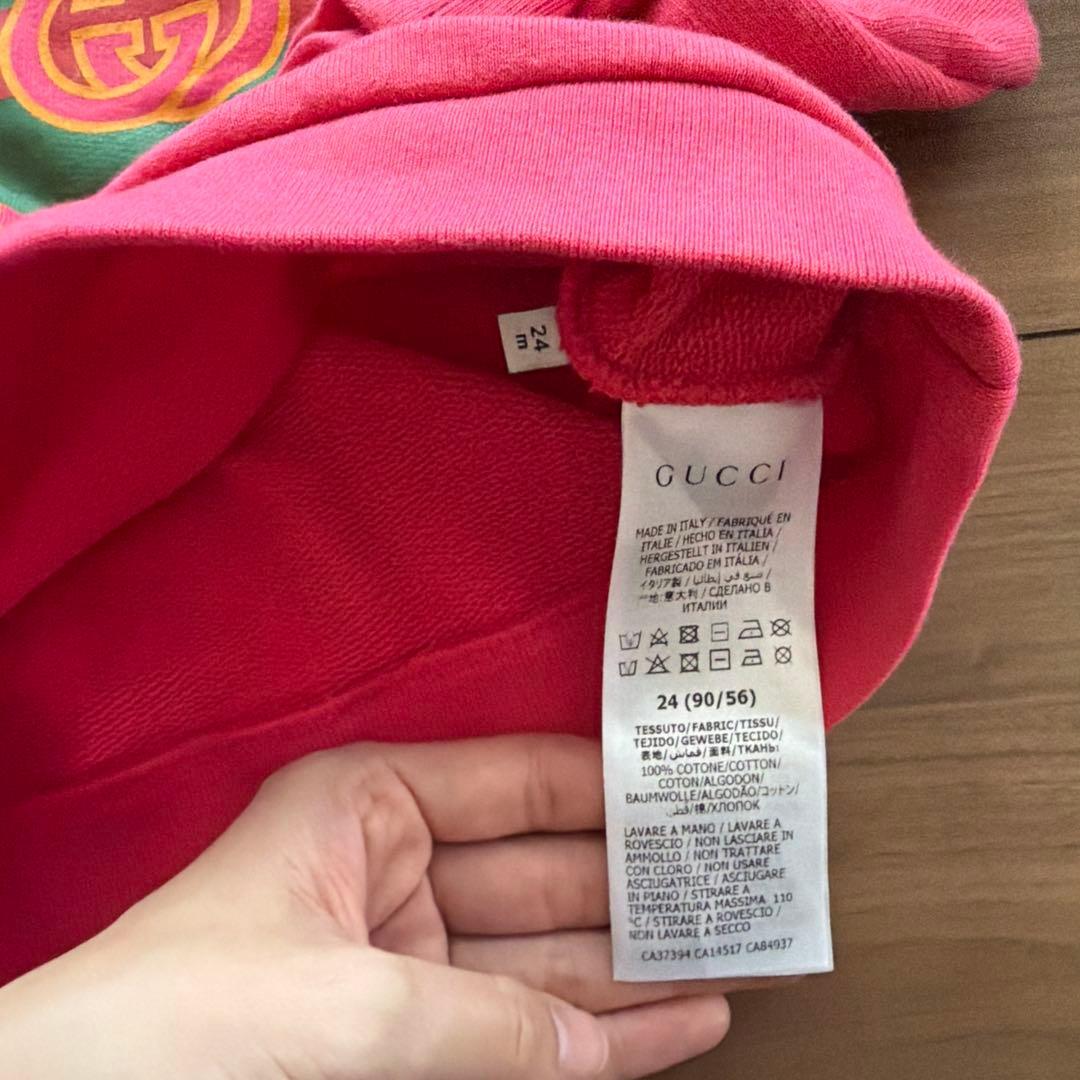 24
m
GUCCI
MADE IN ITALY / FABRIQUÉ EN
ITALIE / HECHO EN ITALIA /
HERGESTELLT IN ITALIEN /
FABRICADO EM ITÁLIA /
イタリア製 / صنع في إيطاليا /
地:意大利 / СДЕЛАНО В
ИТАЛИИ
24 (90/56)
TESSUTO/FABRIC/TISSU/
TEJIDO/GEWEBE/TECIDO/
表地/قماش/面料/ТКАНЬ:
100% COTONE/COTTON/
COTON/ALGODON/
BAUMWOLLE/ALGODÃO/コットン/
قطن/棉/ХЛОПОК
LAVARE A MANO / LAVARE A
ROVESCIO / NON LASCIARE IN
AMMOLLO / NON TRATTARE
CON CLORO / NON USARE
ASCIUGATRICE / ASCIUGARE
IN PIANO / STIRARE A
TEMPERATURA MASSIMA 110
°C / STIRARE A ROVESCIO /
NON LAVARE A SECCO
CA37394 CA14517 CA84937